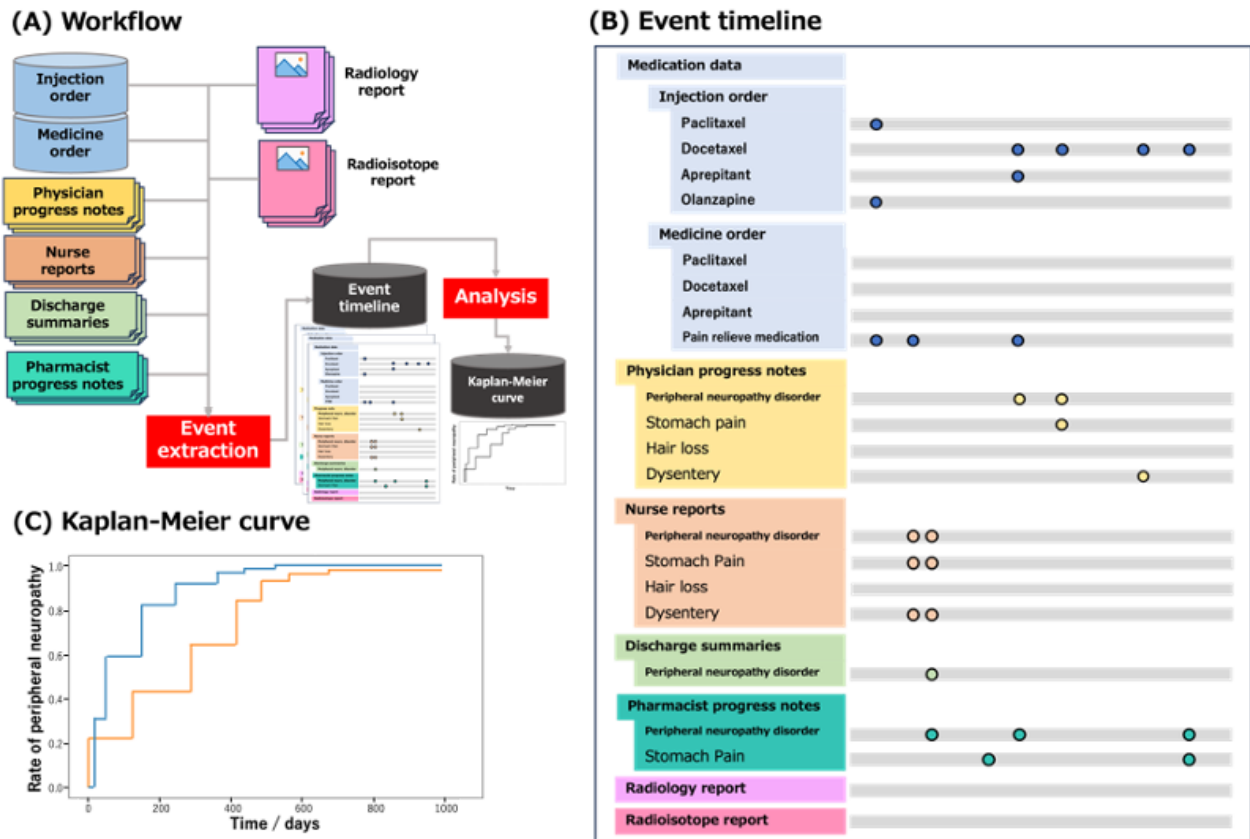 (A) Workflow
Injection
order
Medicine
order
Physician
progress notes
Nurse
reports
Discharge
summaries
Pharmacist
progress notes
Radiology
report
Radioisotope
report
Event
extraction
Event
timeline
Analysis
Kaplan-Meier
curve
(B) Event timeline
Medication data
Injection order
Paclitaxel
Docetaxel
Aprepitant
Olanzapine
Medicine order
Paclitaxel
Docetaxel
Aprepitant
Pain relieve medication
Physician progress notes
Peripheral neuropathy disorder
Stomach pain
Hair loss
Dysentery
Nurse reports
Peripheral neuropathy disorder
Stomach Pain
Hair loss
Dysentery
Discharge summaries
Peripheral neuropathy disorder
Pharmacist progress notes
Peripheral neuropathy disorder
Stomach Pain
Radiology report
Radioisotope report
(C) Kaplan-Meier curve
Rate of peripheral neuropathy
1.0
0.8
0.6
0.4
0.2
0.0
0 200 400 600 800 1000
Time / days